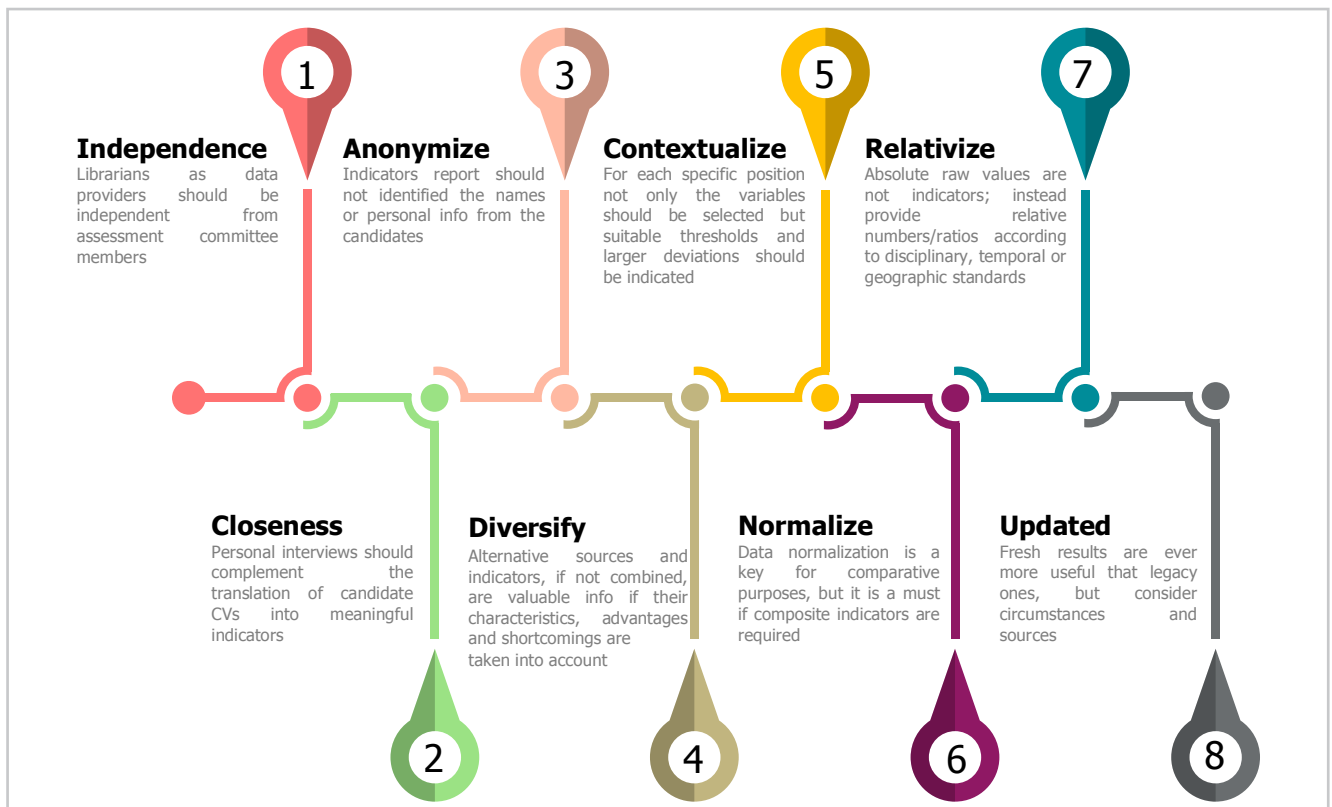 1
Independence
Librarians as data
providers should be
independent from
assessment committee
members
2
Closeness
Personal interviews should
complement the
translation of candidate
CVs into meaningful
indicators
3
Anonymize
Indicators report should
not identified the names
or personal info from the
candidates
4
Diversify
Alternative sources and
indicators, if not combined,
are valuable info if their
characteristics, advantages
and shortcomings are
taken into account
5
Contextualize
For each specific position
not only the variables
should be selected but
suitable thresholds and
larger deviations should
be indicated
6
Normalize
Data normalization is a
key for comparative
purposes, but it is a must
if composite indicators are
required
7
Relativize
Absolute raw values are
not indicators; instead
provide relative
numbers/ratios according
to disciplinary, temporal or
geographic standards
8
Updated
Fresh results are ever
more useful that legacy
ones, but consider
circumstances and
sources